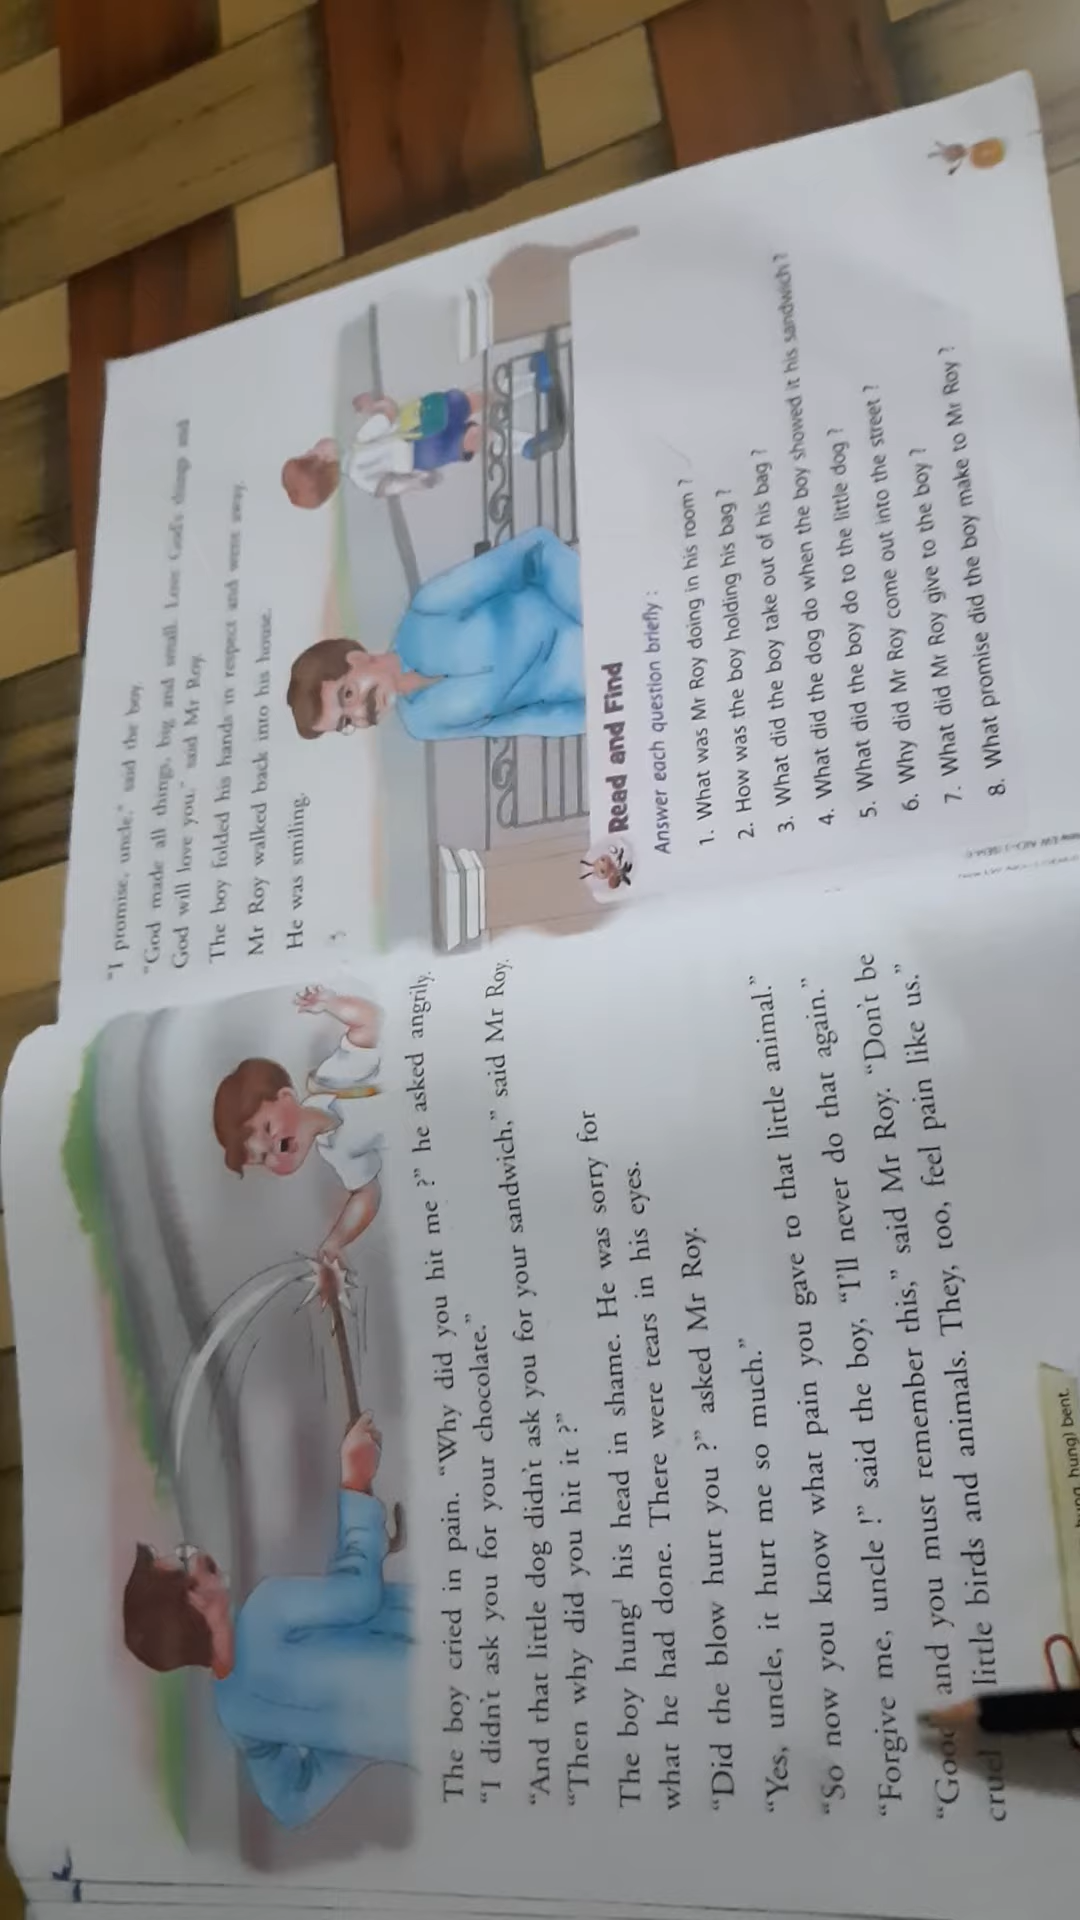 The boy cried in pain. “Why did you hit me ?” he asked angrily.
“I didn't ask you for your chocolate.”
“And that little dog didn't ask you for your sandwich,” said Mr Roy.
“Then why did you hit it ?”
The boy hung¹ his head in shame. He was sorry for
what he had done. There were tears in his eyes.
“Did the blow hurt you ?” asked Mr Roy.
“Yes, uncle, it hurt me so much.”
“So now you know what pain you gave to that little animal.”
“Forgive me, uncle !” said the boy, “I'll never do that again.”
“Good and you must remember this,” said Mr Roy. “Don't be
cruel little birds and animals. They, too, feel pain like us.”
hung) bent.
“I promise, uncle,” said the boy.
“God made all things, big and small. Love God's things and
God will love you,” said Mr Roy.
The boy folded his hands in respect and went away.
Mr Roy walked back into his house.
He was smiling.
Read and Find
Answer each question briefly :
1. What was Mr Roy doing in his room ?
2. How was the boy holding his bag ?
3. What did the boy take out of his bag ?
4. What did the dog do when the boy showed it his sandwich ?
5. What did the boy do to the little dog ?
6. Why did Mr Roy come out into the street ?
7. What did Mr Roy give to the boy ?
8. What promise did the boy make to Mr Roy ?